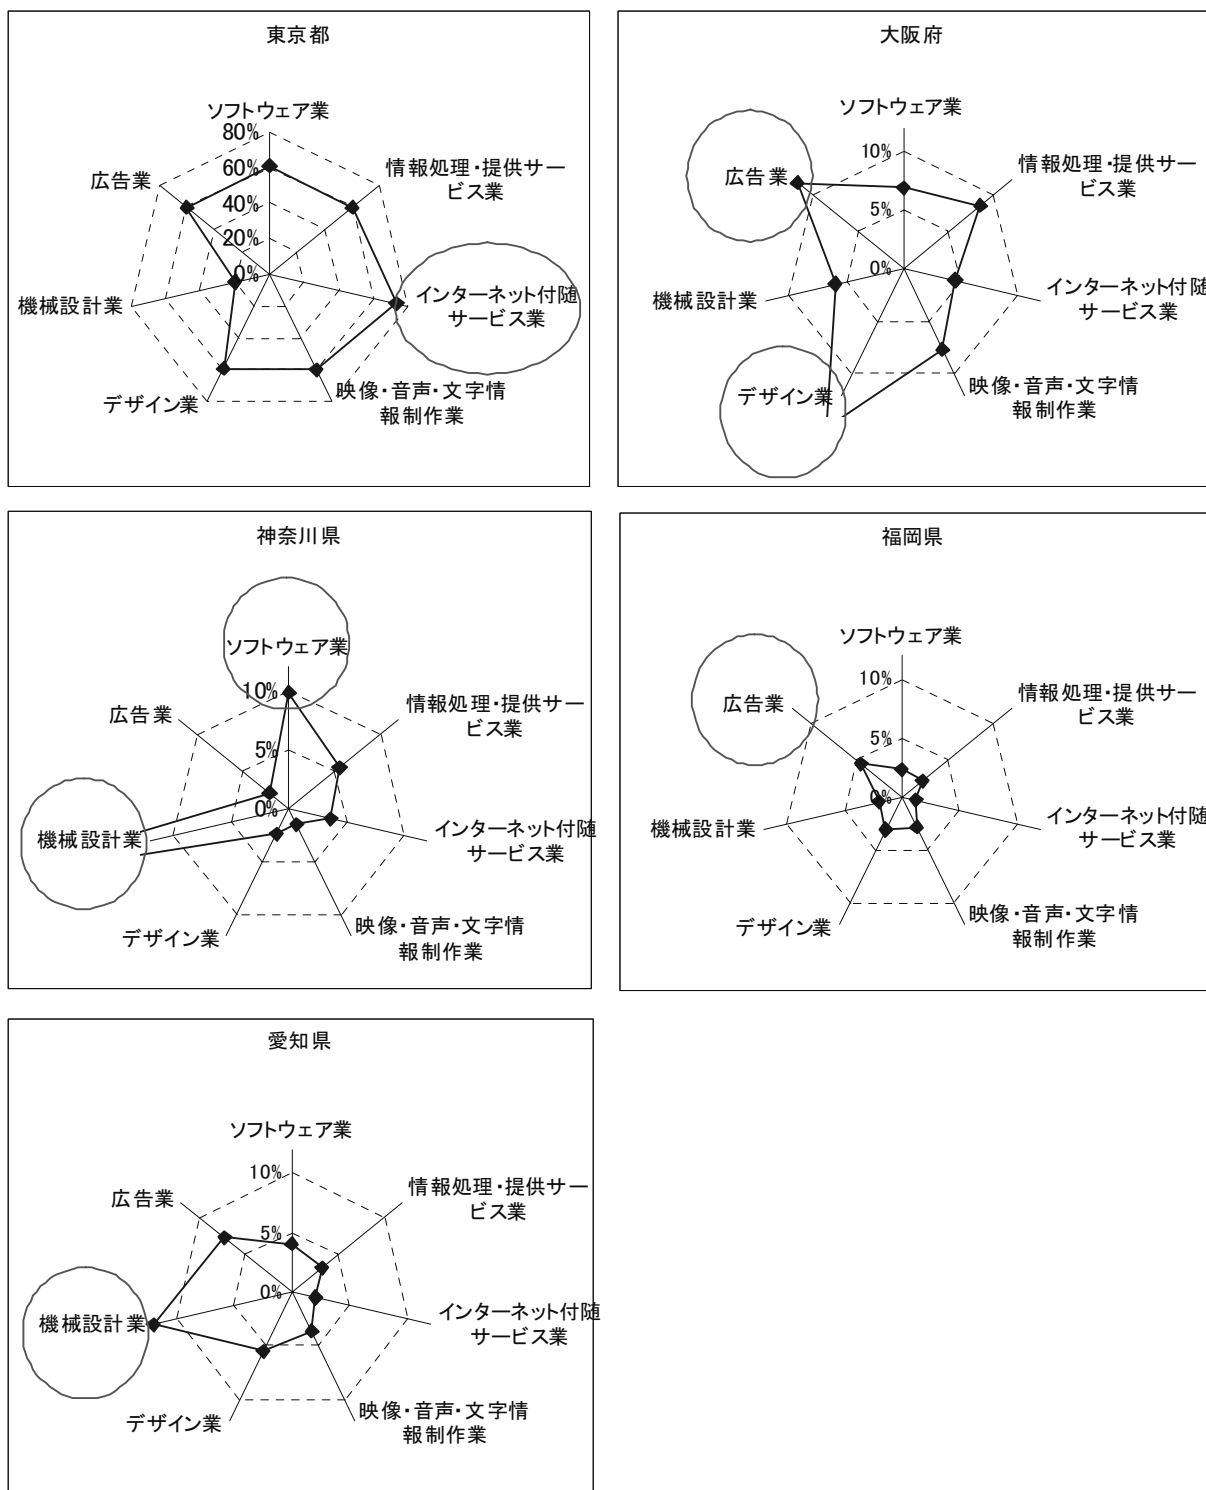 東京都
ソフトウェア業
80%
60%
40%
20%
0%
情報処理・提供サー
ビス業
インターネット付随
サービス業
映像・音声・文字情
報制作業
デザイン業
機械設計業
広告業
大阪府
ソフトウェア業
10%
5%
0%
情報処理・提供サー
ビス業
インターネット付随
サービス業
映像・音声・文字情
報制作業
デザイン業
機械設計業
広告業
神奈川県
ソフトウェア業
10%
5%
0%
情報処理・提供サー
ビス業
インターネット付随
サービス業
映像・音声・文字情
報制作業
デザイン業
機械設計業
広告業
福岡県
ソフトウェア業
10%
5%
0%
情報処理・提供サー
ビス業
インターネット付随
サービス業
映像・音声・文字情
報制作業
デザイン業
機械設計業
広告業
愛知県
ソフトウェア業
10%
5%
0%
情報処理・提供サー
ビス業
インターネット付随
サービス業
映像・音声・文字情
報制作業
デザイン業
機械設計業
広告業